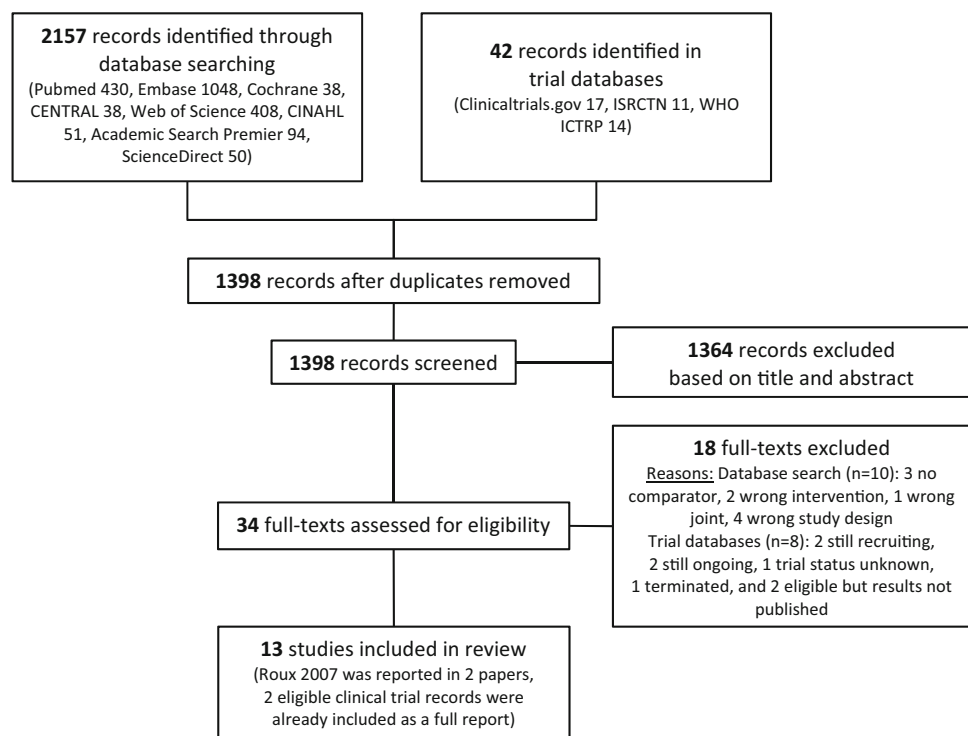 2157 records identified through
database searching
(Pubmed 430, Embase 1048, Cochrane 38,
CENTRAL 38, Web of Science 408, CINAHL
51, Academic Search Premier 94,
ScienceDirect 50)
42 records identified in
trial databases
(Clinicaltrials.gov 17, ISRCTN 11, WHO
ICTRP 14)
1398 records after duplicates removed
1398 records screened
1364 records excluded
based on title and abstract
34 full-texts assessed for eligibility
18 full-texts excluded
Reasons: Database search (n=10): 3 no
comparator, 2 wrong intervention, 1 wrong
joint, 4 wrong study design
Trial databases (n=8): 2 still recruiting,
2 still ongoing, 1 trial status unknown,
1 terminated, and 2 eligible but results not
published
13 studies included in review
(Roux 2007 was reported in 2 papers,
2 eligible clinical trial records were
already included as a full report)